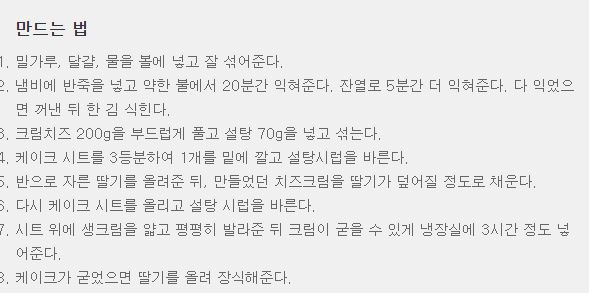 만드는 법
1. 밀가루, 달걀, 물을 볼에 넣고 잘 섞어준다.
2. 냄비에 반죽을 넣고 약한 불에서 20분간 익혀준다. 잔열로 5분간 더 익혀준다. 다 익었으
면 꺼낸 뒤 한 김 식힌다.
3. 크림치즈 200g을 부드럽게 풀고 설탕 70g을 넣고 섞는다.
4. 케이크 시트를 3등분하여 1개를 밑에 깔고 설탕시럽을 바른다.
5. 반으로 자른 딸기를 올려준 뒤, 만들었던 치즈크림을 딸기가 덮어질 정도로 채운다.
6. 다시 케이크 시트를 올리고 설탕 시럽을 바른다.
7. 시트 위에 생크림을 얇고 평평히 발라준 뒤 크림이 굳을 수 있게 냉장실에 3시간 정도 넣
어준다.
8. 케이크가 굳었으면 딸기를 올려 장식해준다.